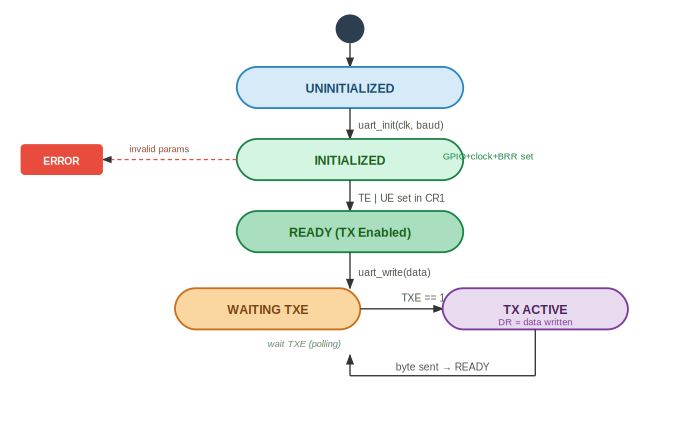 UNINITIALIZED
uart_init(clk, baud)
invalid params
ERROR
INITIALIZED
GPIO+clock+BRR set
TE | UE set in CR1
READY (TX Enabled)
uart_write(data)
WAITING TXE
TXE == 1
TX ACTIVE
DR = data written
wait TXE (polling)
byte sent → READY